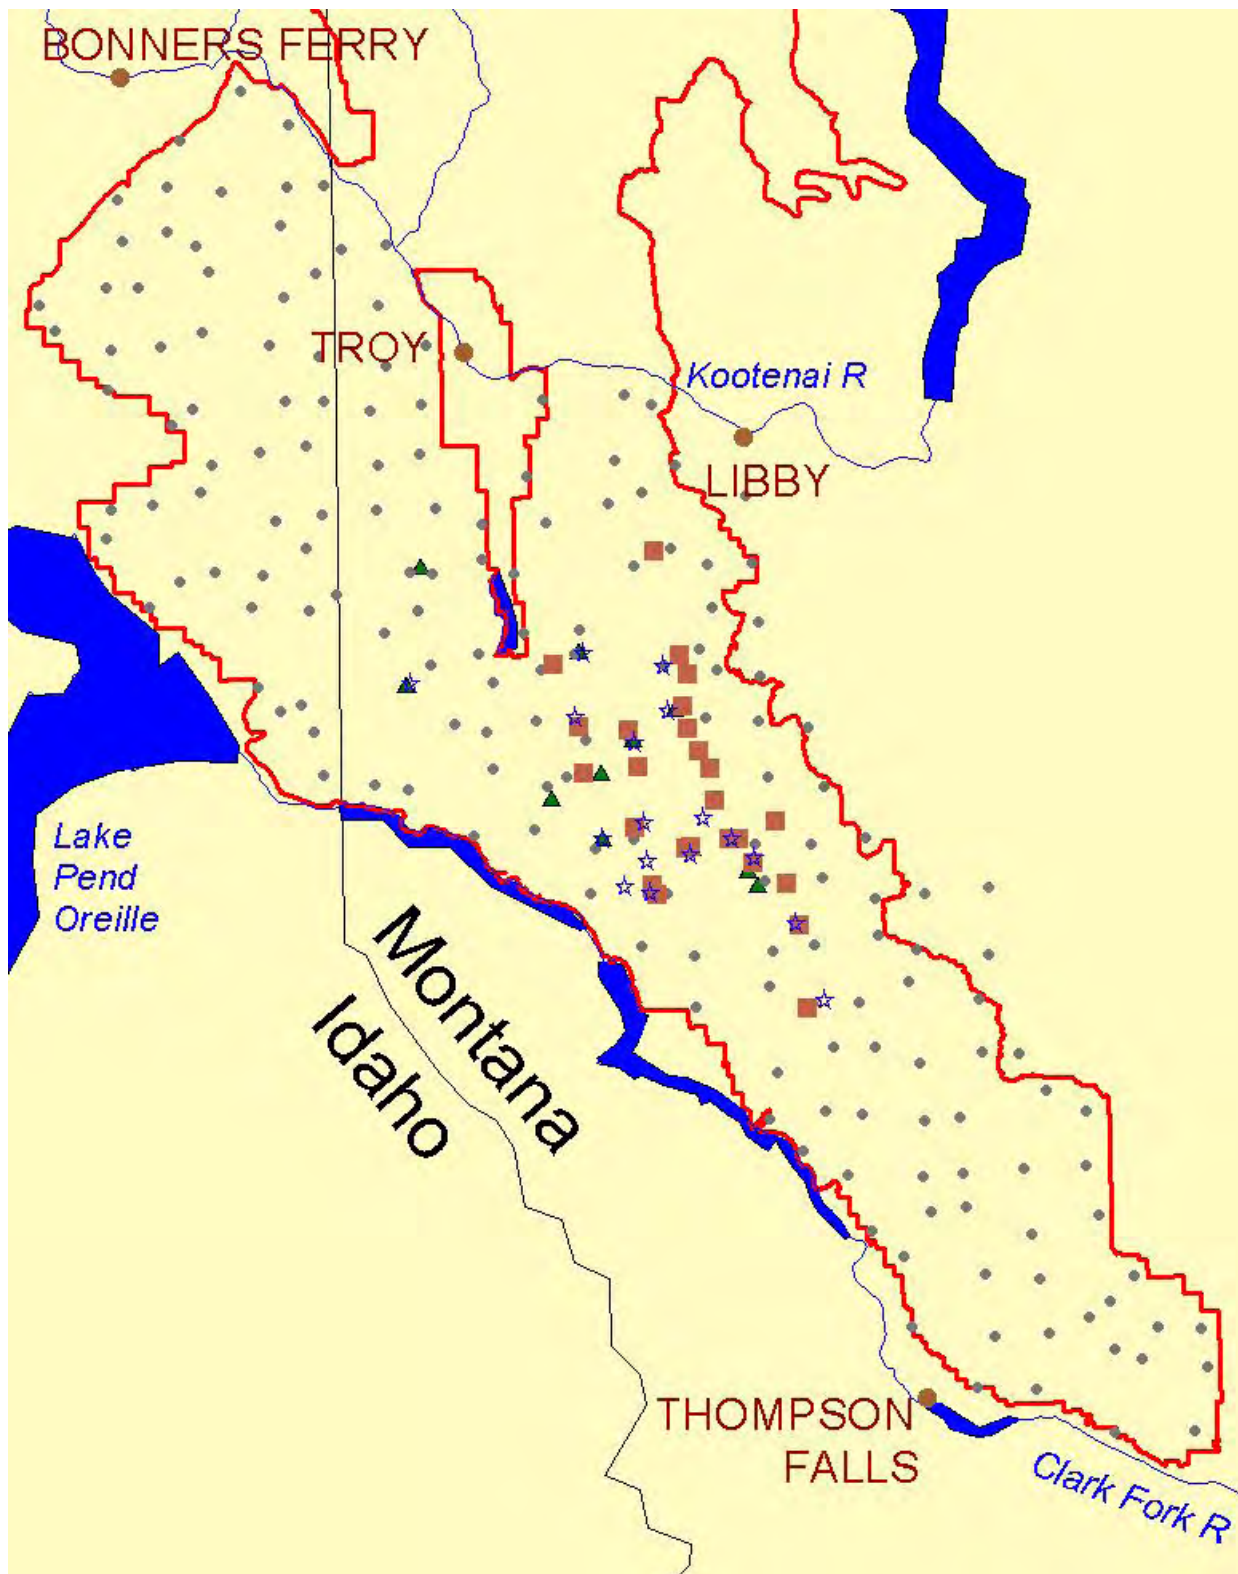 BONNERS FERRY
TROY
Kootenai R
LIBBY
Lake
Pend
Oreille
Montana
Idaho
THOMPSON
FALLS
Clark Fork R